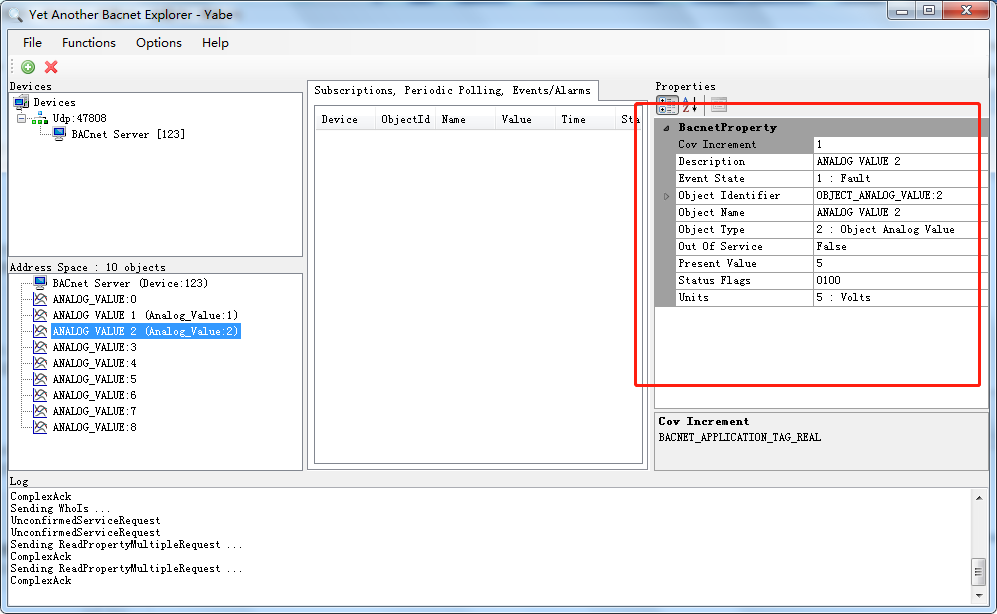 Yet Another Bacnet Explorer - Yabe
File Functions Options Help
Devices
Devices
Udp:47808
BACnet Server [123]
Address Space : 10 objects
BACnet Server (Device:123)
ANALOG_VALUE:0
ANALOG VALUE 1 (Analog_Value:1)
ANALOG VALUE 2 (Analog_Value:2)
ANALOG_VALUE:3
ANALOG_VALUE:4
ANALOG_VALUE:5
ANALOG_VALUE:6
ANALOG_VALUE:7
ANALOG_VALUE:8
Subscriptions, Periodic Polling, Events/Alarms
Device ObjectId Name Value Time Sta
Properties
BacnetProperty
Cov Increment 1
Description ANALOG VALUE 2
Event State 1 : Fault
Object Identifier OBJECT_ANALOG_VALUE:2
Object Name ANALOG VALUE 2
Object Type 2 : Object Analog Value
Out Of Service False
Present Value 5
Status Flags 0100
Units 5 : Volts
Cov Increment
BACNET_APPLICATION_TAG_REAL
Log
ComplexAck
Sending WhoIs ...
UnconfirmedServiceRequest
UnconfirmedServiceRequest
Sending ReadPropertyMultipleRequest ...
ComplexAck
Sending ReadPropertyMultipleRequest ...
ComplexAck